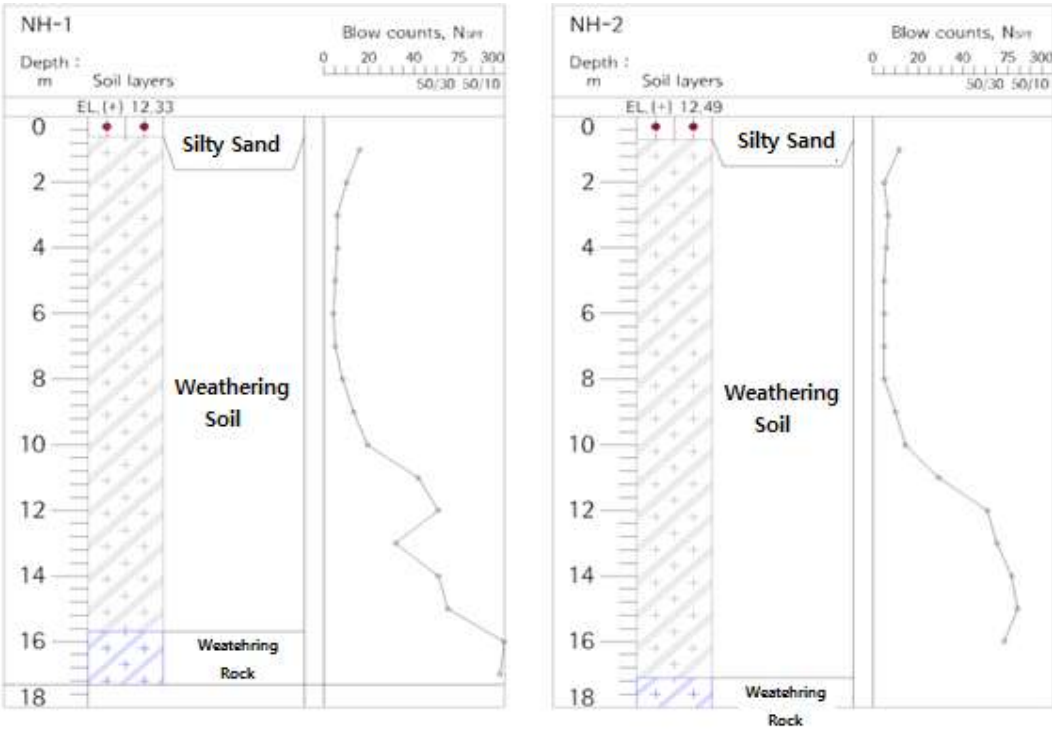 NH-1
Blow counts, NSPT
Depth :
m
Soil layers
0 20 40 75 300
50/30 50/10
EL.(+) 12.33
0
Silty Sand
2
4
6
8
Weathering
Soil
10
12
14
16
Weatehring
Rock
18
NH-2
Blow counts, NSPT
Depth :
m
Soil layers
0 20 40 75 300
50/30 50/10
EL.(+) 12.49
0
Silty Sand
2
4
6
8
Weathering
Soil
10
12
14
16
18
Weatehring
Rock